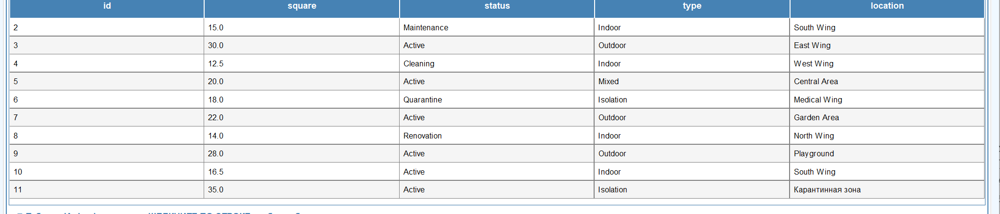 id square status type location
2 15.0 Maintenance Indoor South Wing
3 30.0 Active Outdoor East Wing
4 12.5 Cleaning Indoor West Wing
5 20.0 Active Mixed Central Area
6 18.0 Quarantine Isolation Medical Wing
7 22.0 Active Outdoor Garden Area
8 14.0 Renovation Indoor North Wing
9 28.0 Active Outdoor Playground
10 16.5 Active Indoor South Wing
11 35.0 Active Isolation Карантинная зона